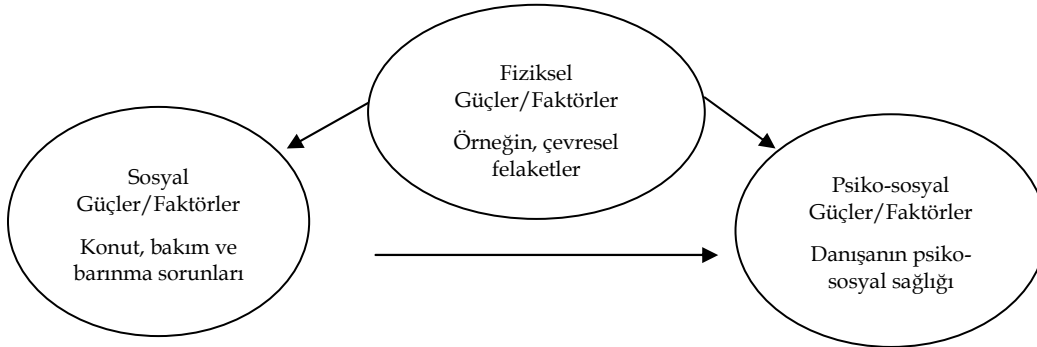 Fiziksel
Güçler/Faktörler
Örneğin, çevresel
felaketler
Sosyal
Güçler/Faktörler
Konut, bakım ve
barınma sorunları
Psiko-sosyal
Güçler/Faktörler
Danışanın psiko-
sosyal sağlığı